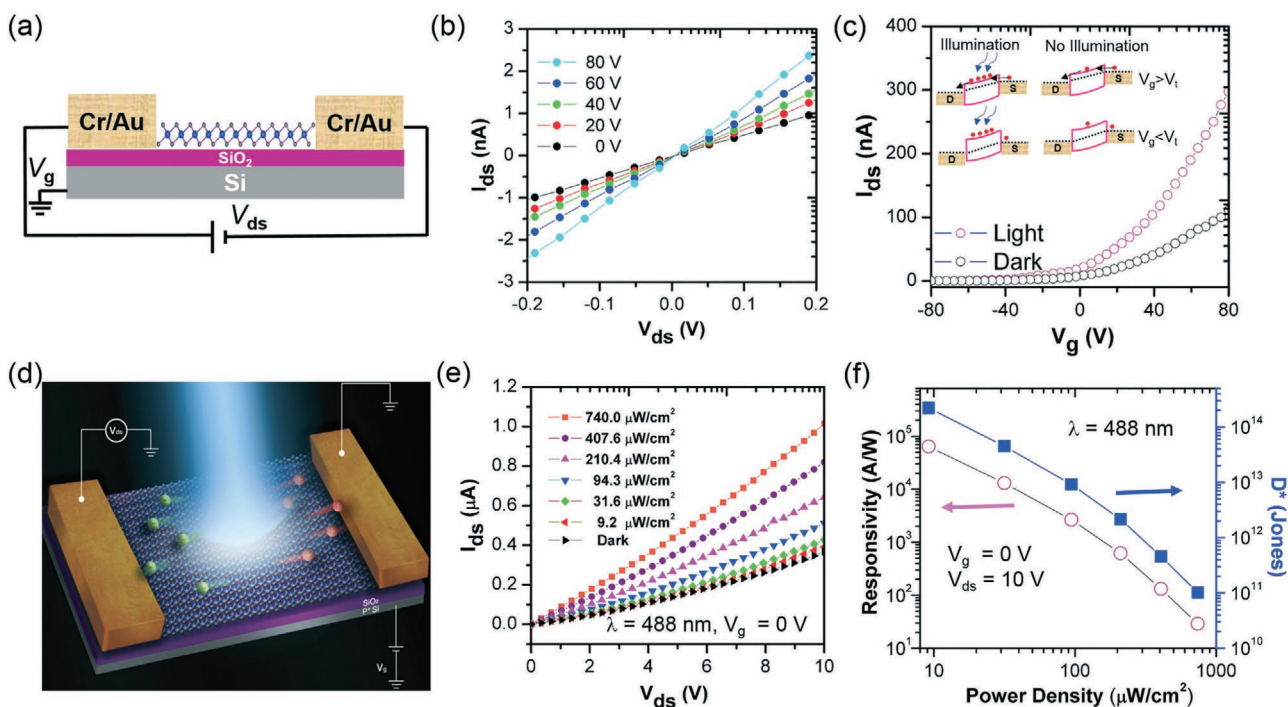 (a)
Cr/Au
Cr/Au
SiO2
Si
Vg
Vds
(b)
80 V
60 V
40 V
20 V
0 V
3
2
1
0
-1
-2
-3
Ids (nA)
-0.2
-0.1
0.0
0.1
0.2
Vds (V)
(c)
Illumination
No Illumination
D
S
D
S
Vg>Vt
D
S
D
S
Vg<Vt
Light
Dark
400
300
200
100
0
Ids (nA)
-80
-40
0
40
80
Vg (V)
(d)
Vds
SiO2
P+ Si
Vg
(e)
740.0 μW/cm2
407.6 μW/cm2
210.4 μW/cm2
94.3 μW/cm2
31.6 μW/cm2
9.2 μW/cm2
Dark
λ = 488 nm, Vg = 0 V
1.2
1.0
0.8
0.6
0.4
0.2
0.0
Ids (μA)
0
2
4
6
8
10
Vds (V)
(f)
λ = 488 nm
Vg = 0 V
Vds = 10 V
10^5
10^4
10^3
10^2
10^1
Responsivity (A/W)
10^14
10^13
10^12
10^11
10^10
D* (Jones)
10
100
1000
Power Density (μW/cm2)